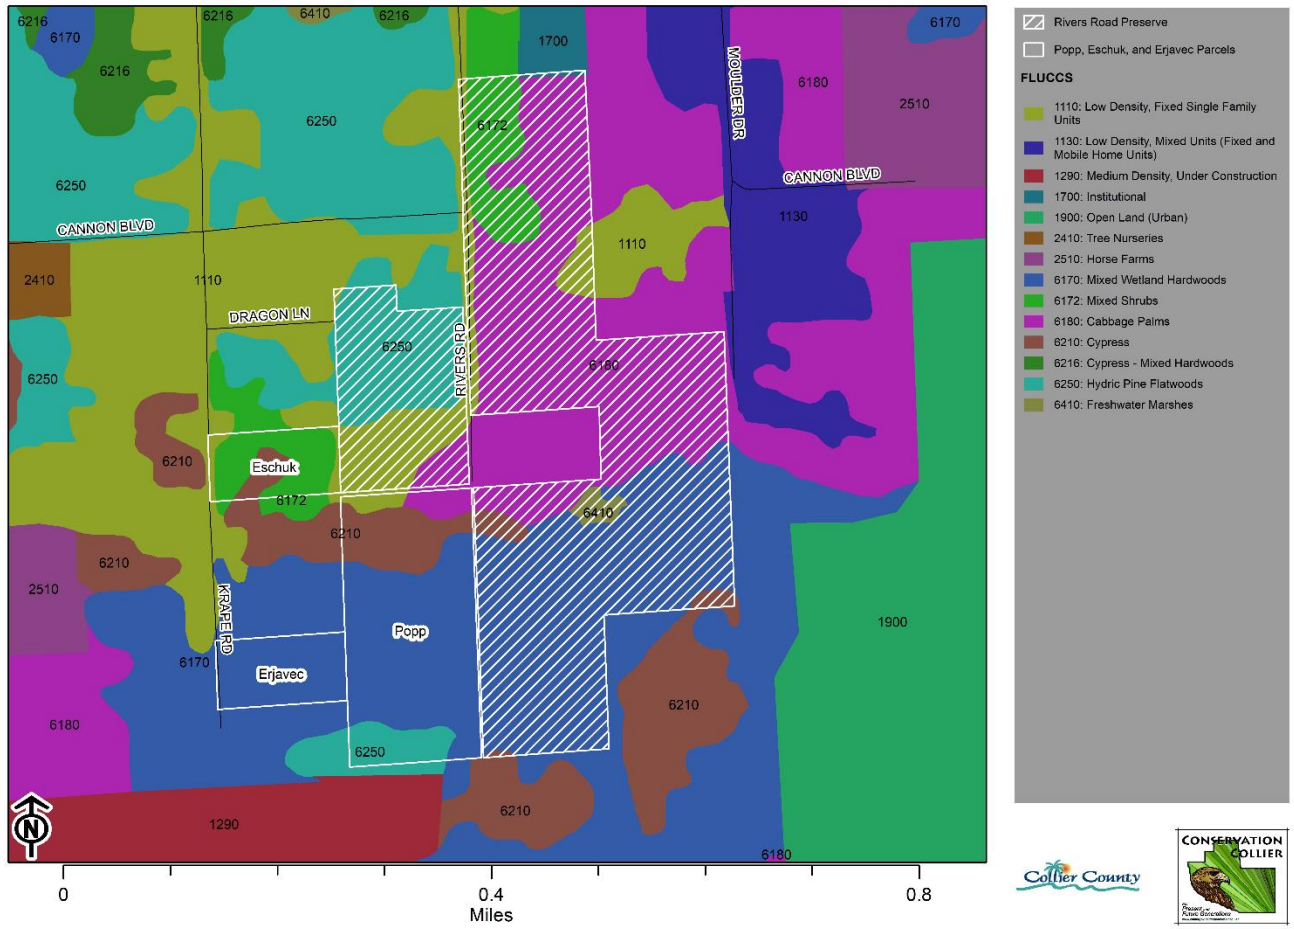 6216
6216
6410
6216
6170
6170
1700
MOULDER DR
6216
6180
2510
6250
6172
6250
CANNON BLVD
CANNON BLVD
1130
1110
2410
1110
DRAGON LN
6250
RIVERS RD
6180
6250
6210
Eschuk
6172
6410
6210
6210
2510
KRAPE RD
1900
Popp
6170
Erjavec
6210
6180
6250
6210
1290
6180
N
0
0.4
0.8
Miles
Rivers Road Preserve
Popp, Eschuk, and Erjavec Parcels
FLUCCS
1110: Low Density, Fixed Single Family
Units
1130: Low Density, Mixed Units (Fixed and
Mobile Home Units)
1290: Medium Density, Under Construction
1700: Institutional
1900: Open Land (Urban)
2410: Tree Nurseries
2510: Horse Farms
6170: Mixed Wetland Hardwoods
6172: Mixed Shrubs
6180: Cabbage Palms
6210: Cypress
6216: Cypress - Mixed Hardwoods
6250: Hydric Pine Flatwoods
6410: Freshwater Marshes
Collier County
CONSERVATION
COLLIER
Present and
Future Generations